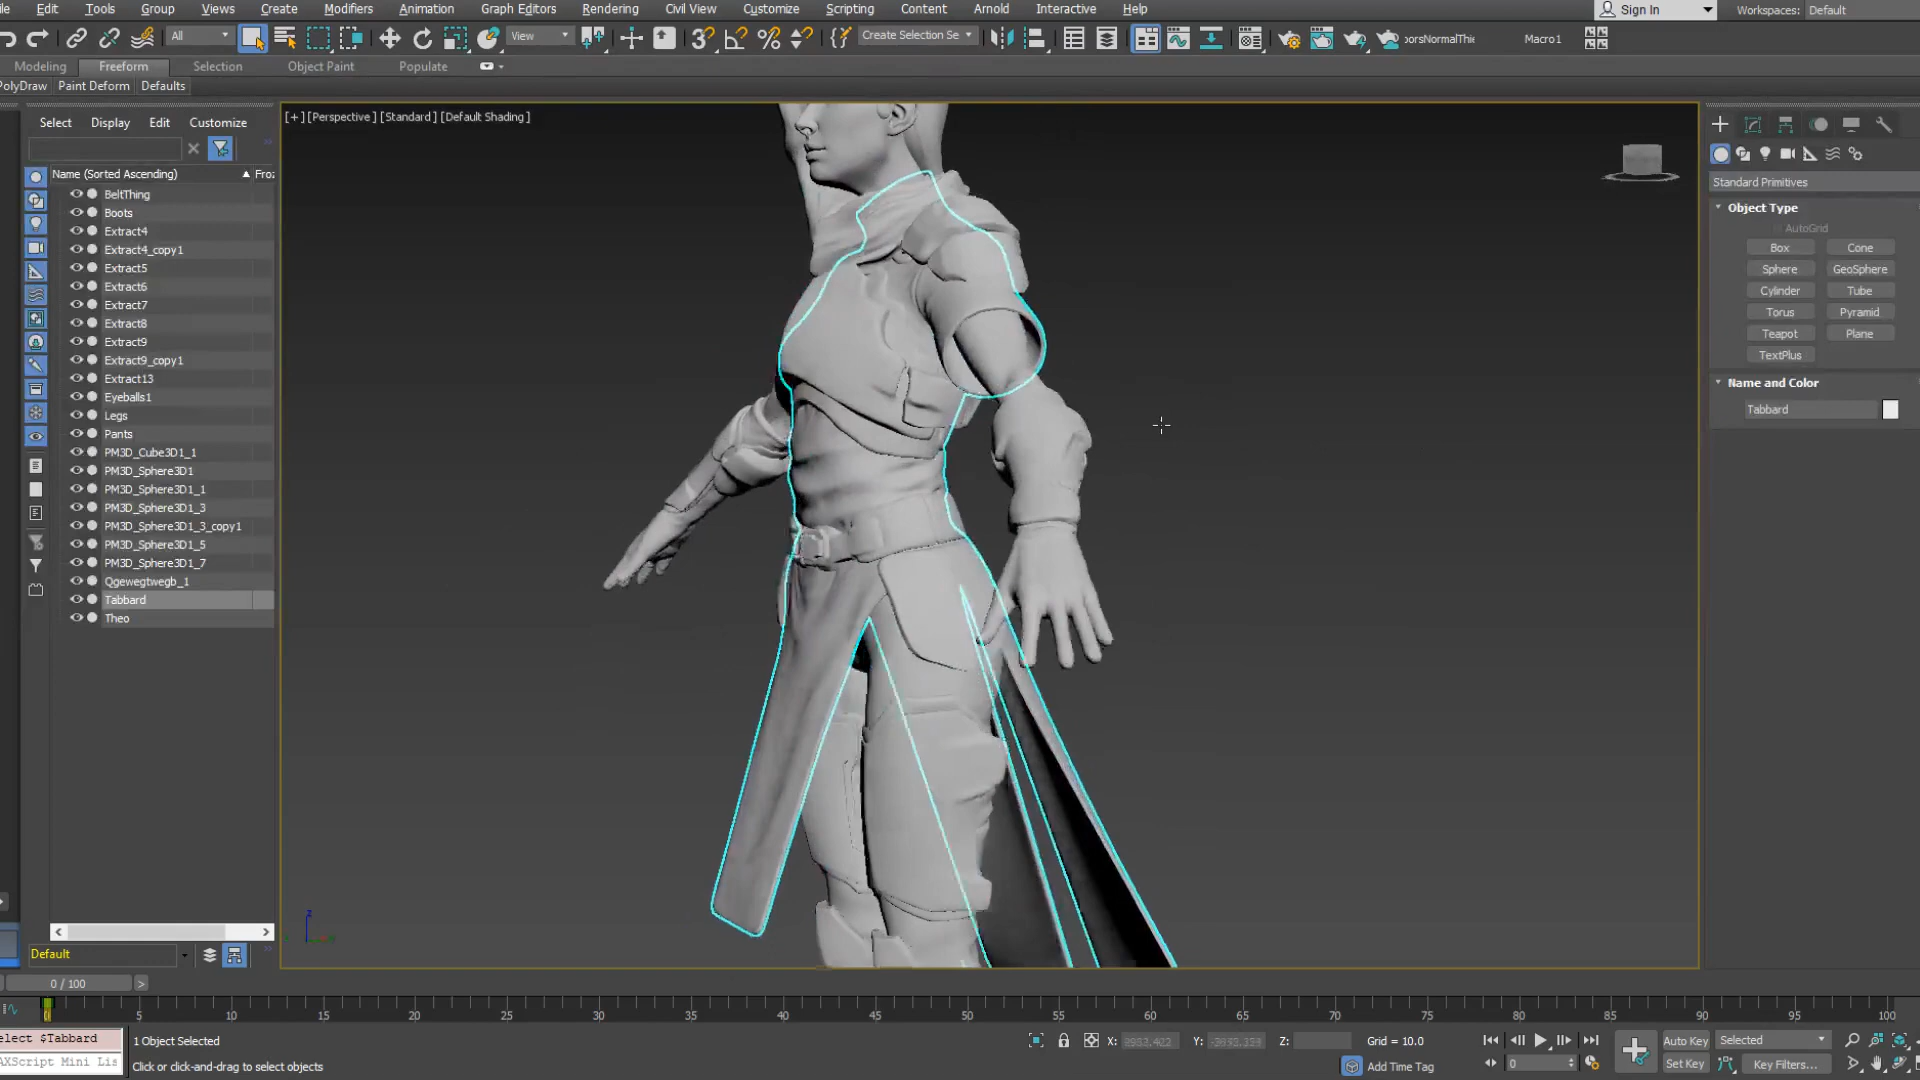 Edit Tools Group Views Create Modifiers Animation Graph Editors Rendering Civil View Customize Scripting Content Arnold Interactive Help Sign In Workspaces: Default
All View Create Selection Se Macro1
Modeling Freeform Selection Object Paint Populate
PolyDraw Paint Deform Defaults
Select Display Edit Customize
[+] [Perspective] [Standard] [Default Shading]
Name (Sorted Ascending) Fro
BeltThing
Boots
Extract4
Extract4_copy1
Extract5
Extract6
Extract7
Extract8
Extract9
Extract9_copy1
Extract13
Eyeballs1
Legs
Pants
PM3D_Cube3D1_1
PM3D_Sphere3D1
PM3D_Sphere3D1_1
PM3D_Sphere3D1_3
PM3D_Sphere3D1_3_copy1
PM3D_Sphere3D1_5
PM3D_Sphere3D1_7
Qgewegtwegb_1
Tabbard
Theo
Standard Primitives
Object Type
AutoGrid
Box Cone
Sphere GeoSphere
Cylinder Tube
Torus Pyramid
Teapot Plane
TextPlus
Name and Color
Tabbard
z
Default
0 / 100 >
0 5 10 15 20 25 30 35 40 45 50 55 60 65 70 75 80 85 90 95 100
elect $Tabbard 1 Object Selected X: Y: Z: Grid = 10.0 Auto Key Selected
AXScript Mini Lis Click or click-and-drag to select objects Add Time Tag 0 Set Key Key Filters...